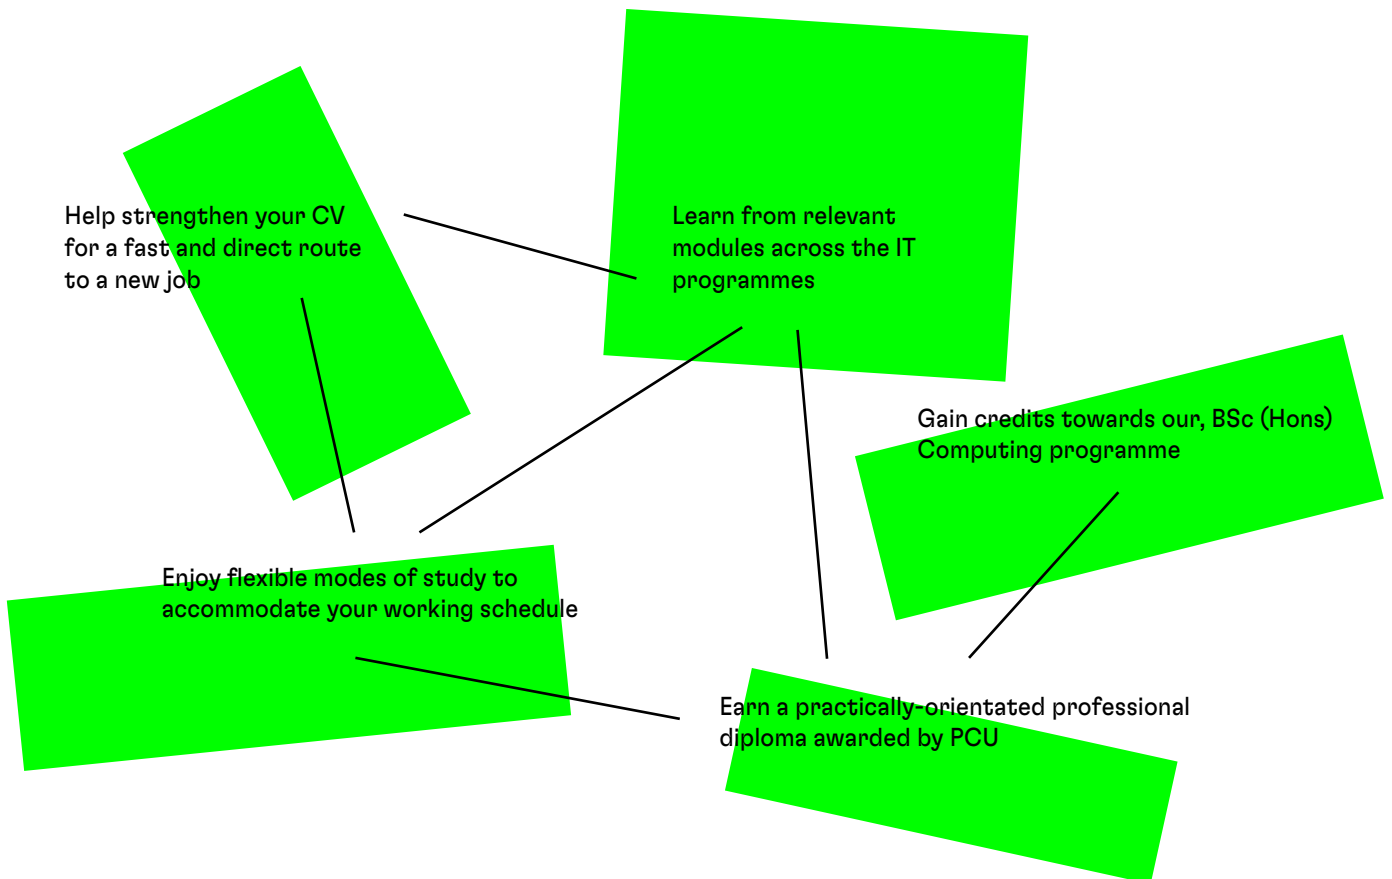 Help strengthen your CV
for a fast and direct route
to a new job
Learn from relevant
modules across the IT
programmes
Gain credits towards our, BSc (Hons)
Computing programme
Enjoy flexible modes of study to
accommodate your working schedule
Earn a practically-orientated professional
diploma awarded by PCU